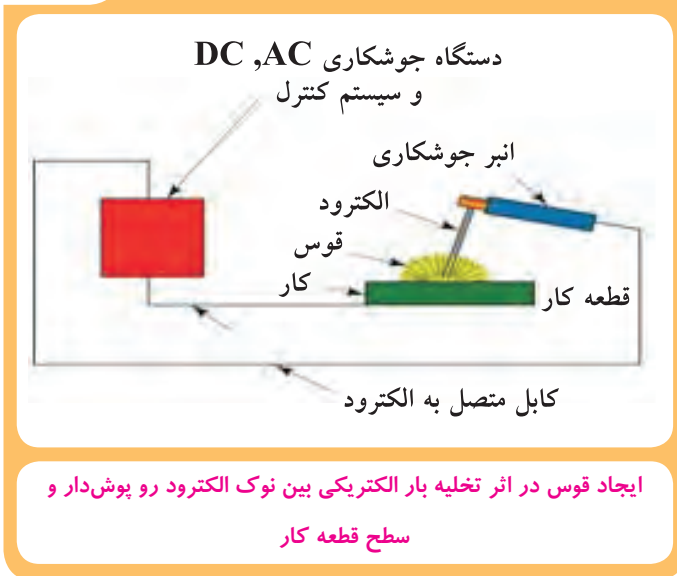 دستگاه جوشکاری DC ,AC
و سیستم کنترل
انبر جوشکاری
الکترود
قوس
کار
قطعه کار
کابل متصل به الکترود
ایجاد قوس در اثر تخلیه بار الکتریکی بین نوک الکترود رو پوش‌دار و
سطح قطعه کار